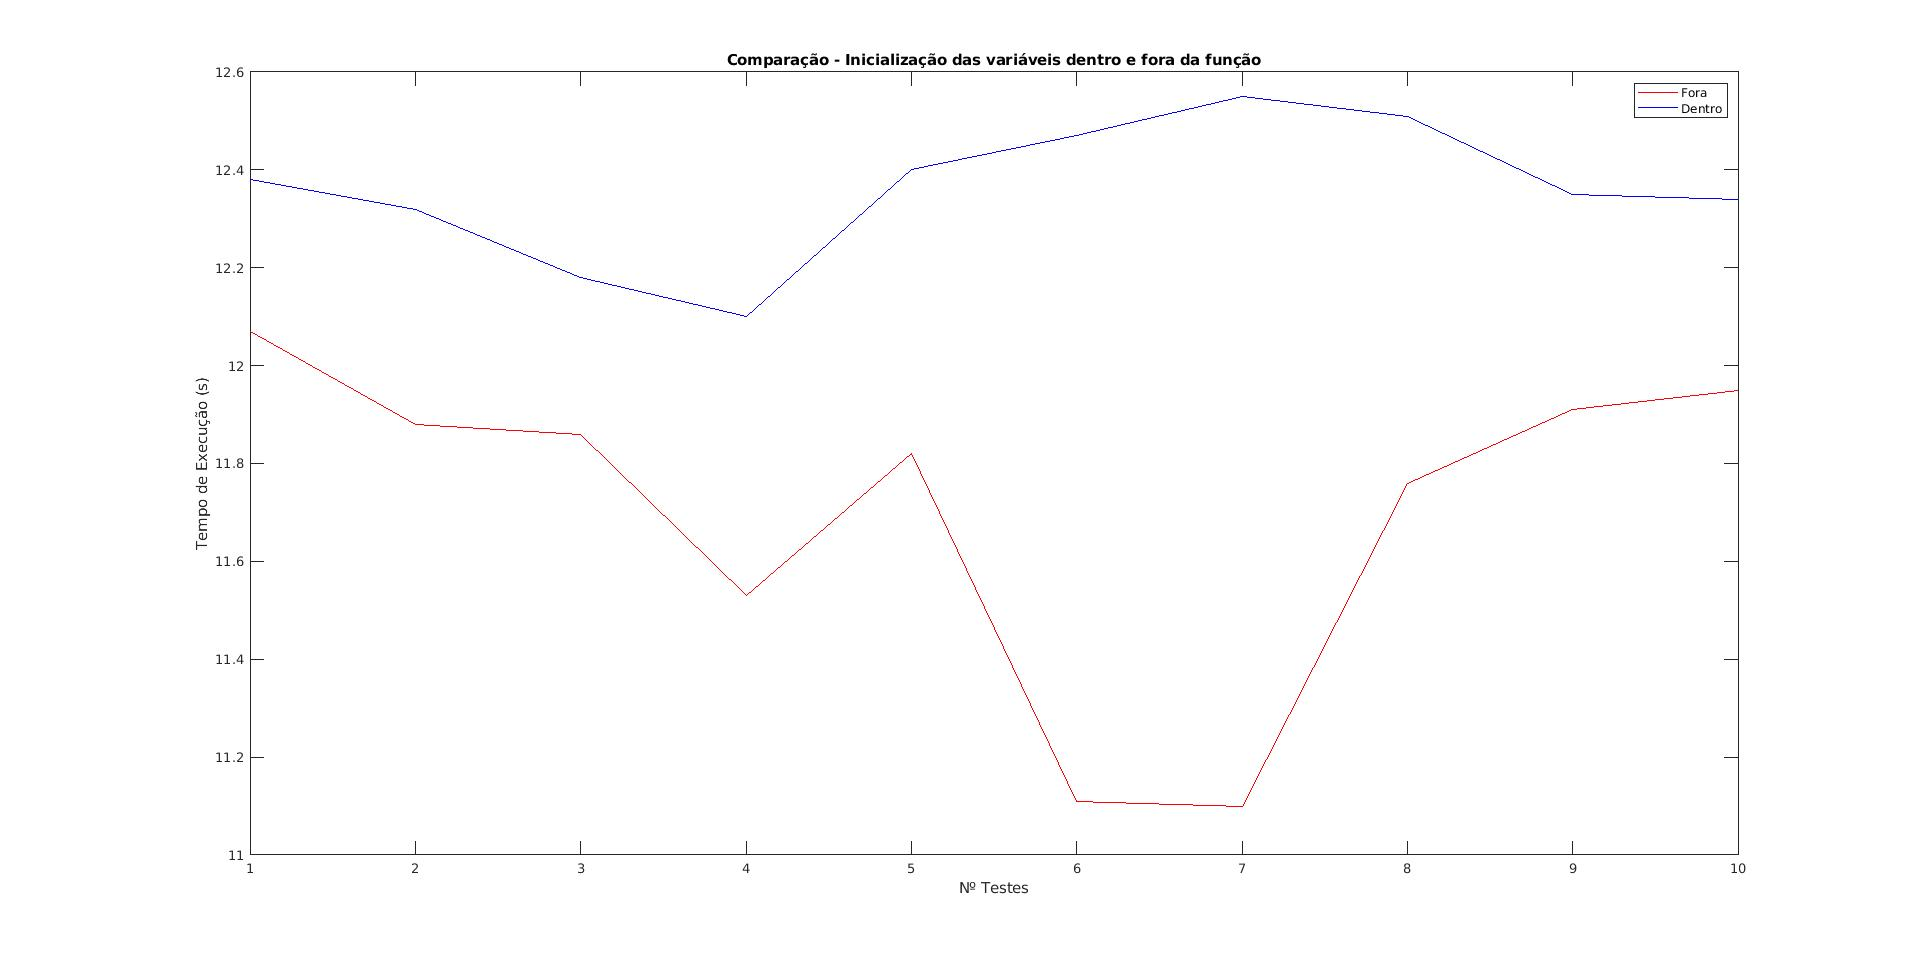 Comparação - Inicialização das variáveis dentro e fora da função
Fora
Dentro
12.6
12.4
12.2
12
11.8
11.6
11.4
11.2
11
Tempo de Execução (s)
1 2 3 4 5 6 7 8 9 10
Nº Testes